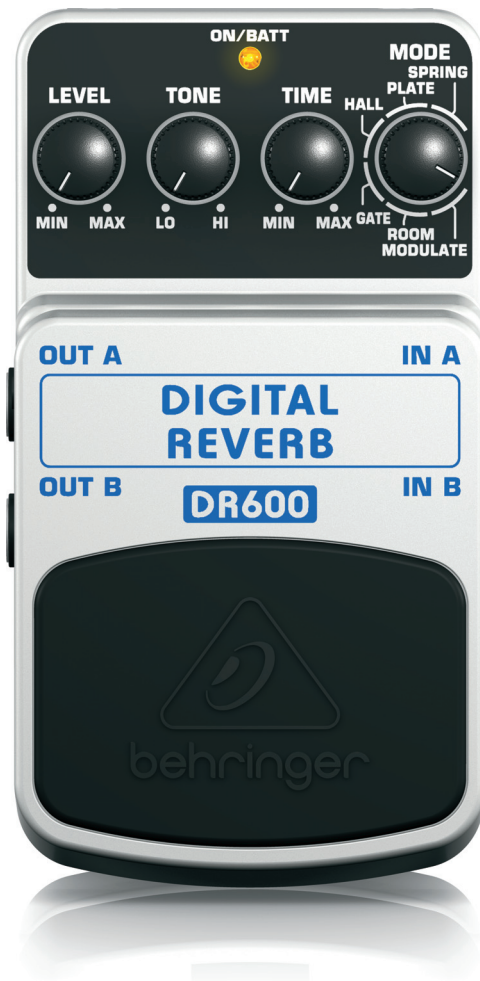 ON/BATT
LEVEL
TONE
TIME
MODE
SPRING
PLATE
HALL
GATE
ROOM
MODULATE
MIN MAX
LO HI
MIN MAX
OUT A
IN A
DIGITAL
REVERB
OUT B
IN B
DR600
behringer